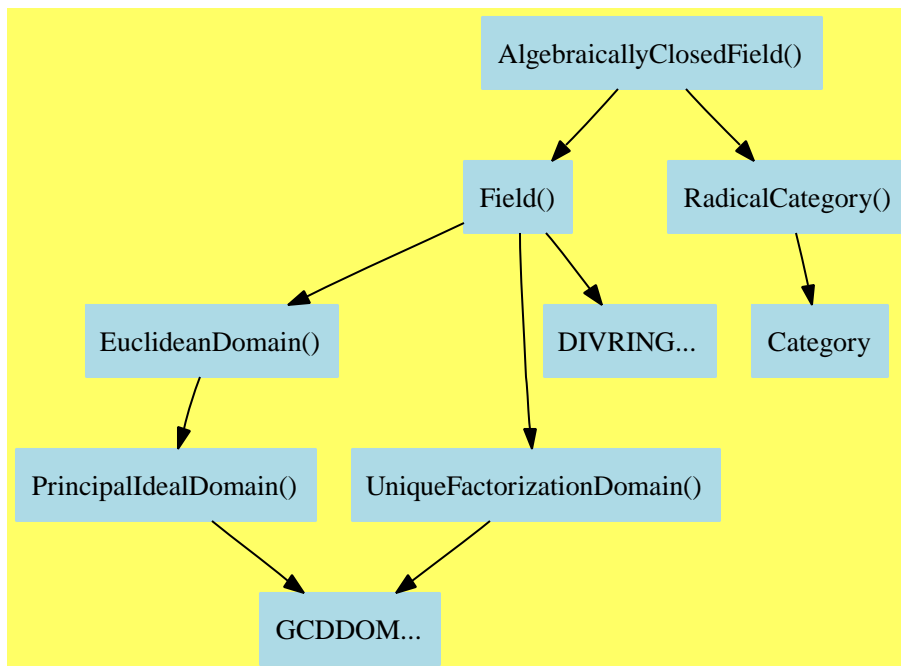 AlgebraicallyClosedField()
Field()
RadicalCategory()
EuclideanDomain()
DIVRING...
Category
PrincipalIdealDomain()
UniqueFactorizationDomain()
GCDDOM...